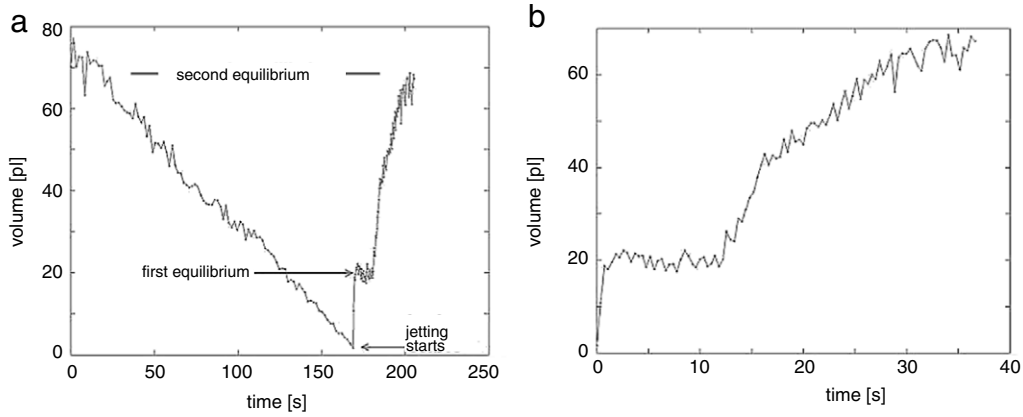 a
80
60
40
20
0
volume [pl]
second equilibrium
first equilibrium
jetting
starts
0 50 100 150 200 250
time [s]
b
60
40
20
0
volume [pl]
0 10 20 30 40
time [s]